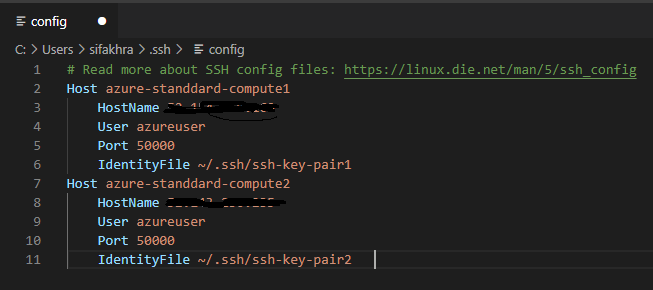 config
C: > Users > sifakhra > .ssh > config
1 # Read more about SSH config files: https://linux.die.net/man/5/ssh_config
2 Host azure-standdard-compute1
3 HostName
4 User azureuser
5 Port 50000
6 IdentityFile ~/.ssh/ssh-key-pair1
7 Host azure-standdard-compute2
8 HostName
9 User azureuser
10 Port 50000
11 IdentityFile ~/.ssh/ssh-key-pair2